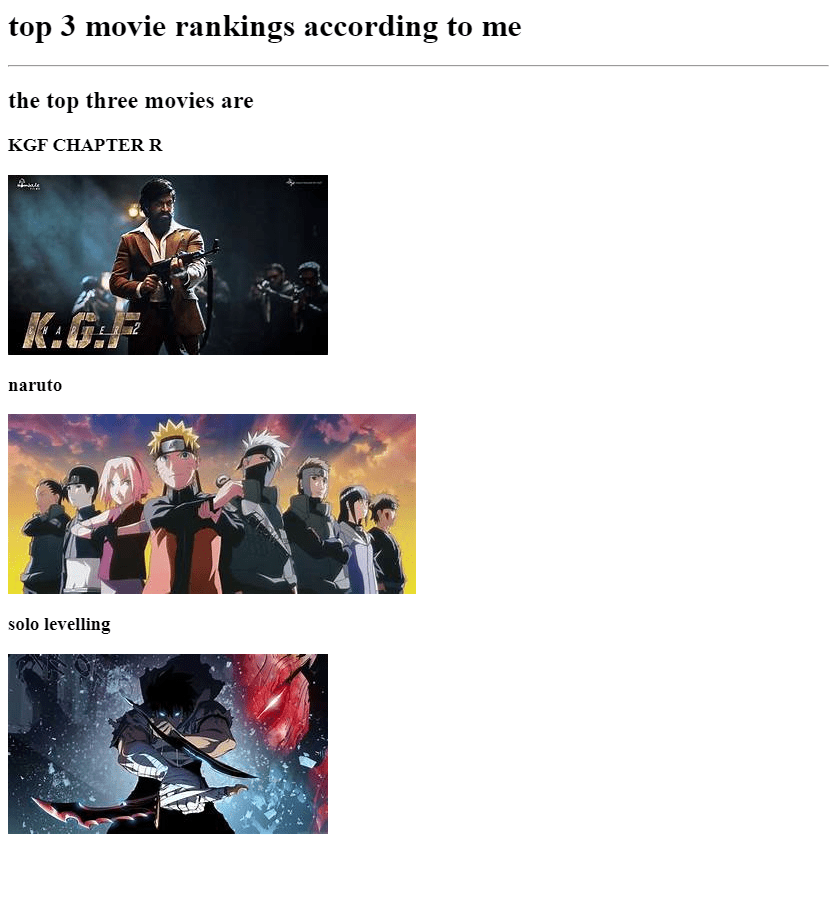 top 3 movie rankings according to me
the top three movies are
KGF CHAPTER R
K.G.F
CHAPTER 2
naruto
solo levelling